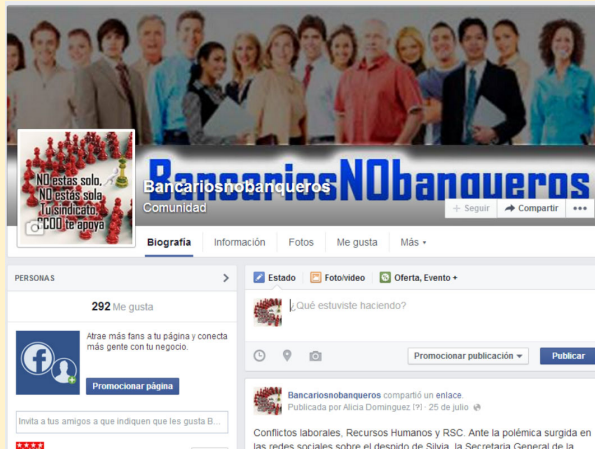 NO estas solo,
NO estás sola
Tu sindicato,
CCOO te apoya
BancariosNObanqueros
Bancariosnobanqueros
Comunidad
+ Seguir
Compartir
Biografía
Información
Fotos
Me gusta
Más
PERSONAS
292 Me gusta
Atrae más fans a tu página y conecta
más gente con tu negocio.
Promocionar página
Invita a tus amigos a que indiquen que les gusta B...
Estado
Foto/video
Oferta, Evento +
¿Qué estuviste haciendo?
Promocionar publicación
Publicar
Bancariosnobanqueros compartió un enlace.
Publicada por Alicia Dominguez [?] · 25 de julio
Conflictos laborales, Recursos Humanos y RSC. Ante la polémica surgida en
las redes sociales sobre el despido de Silvia, la Secretaria General de la